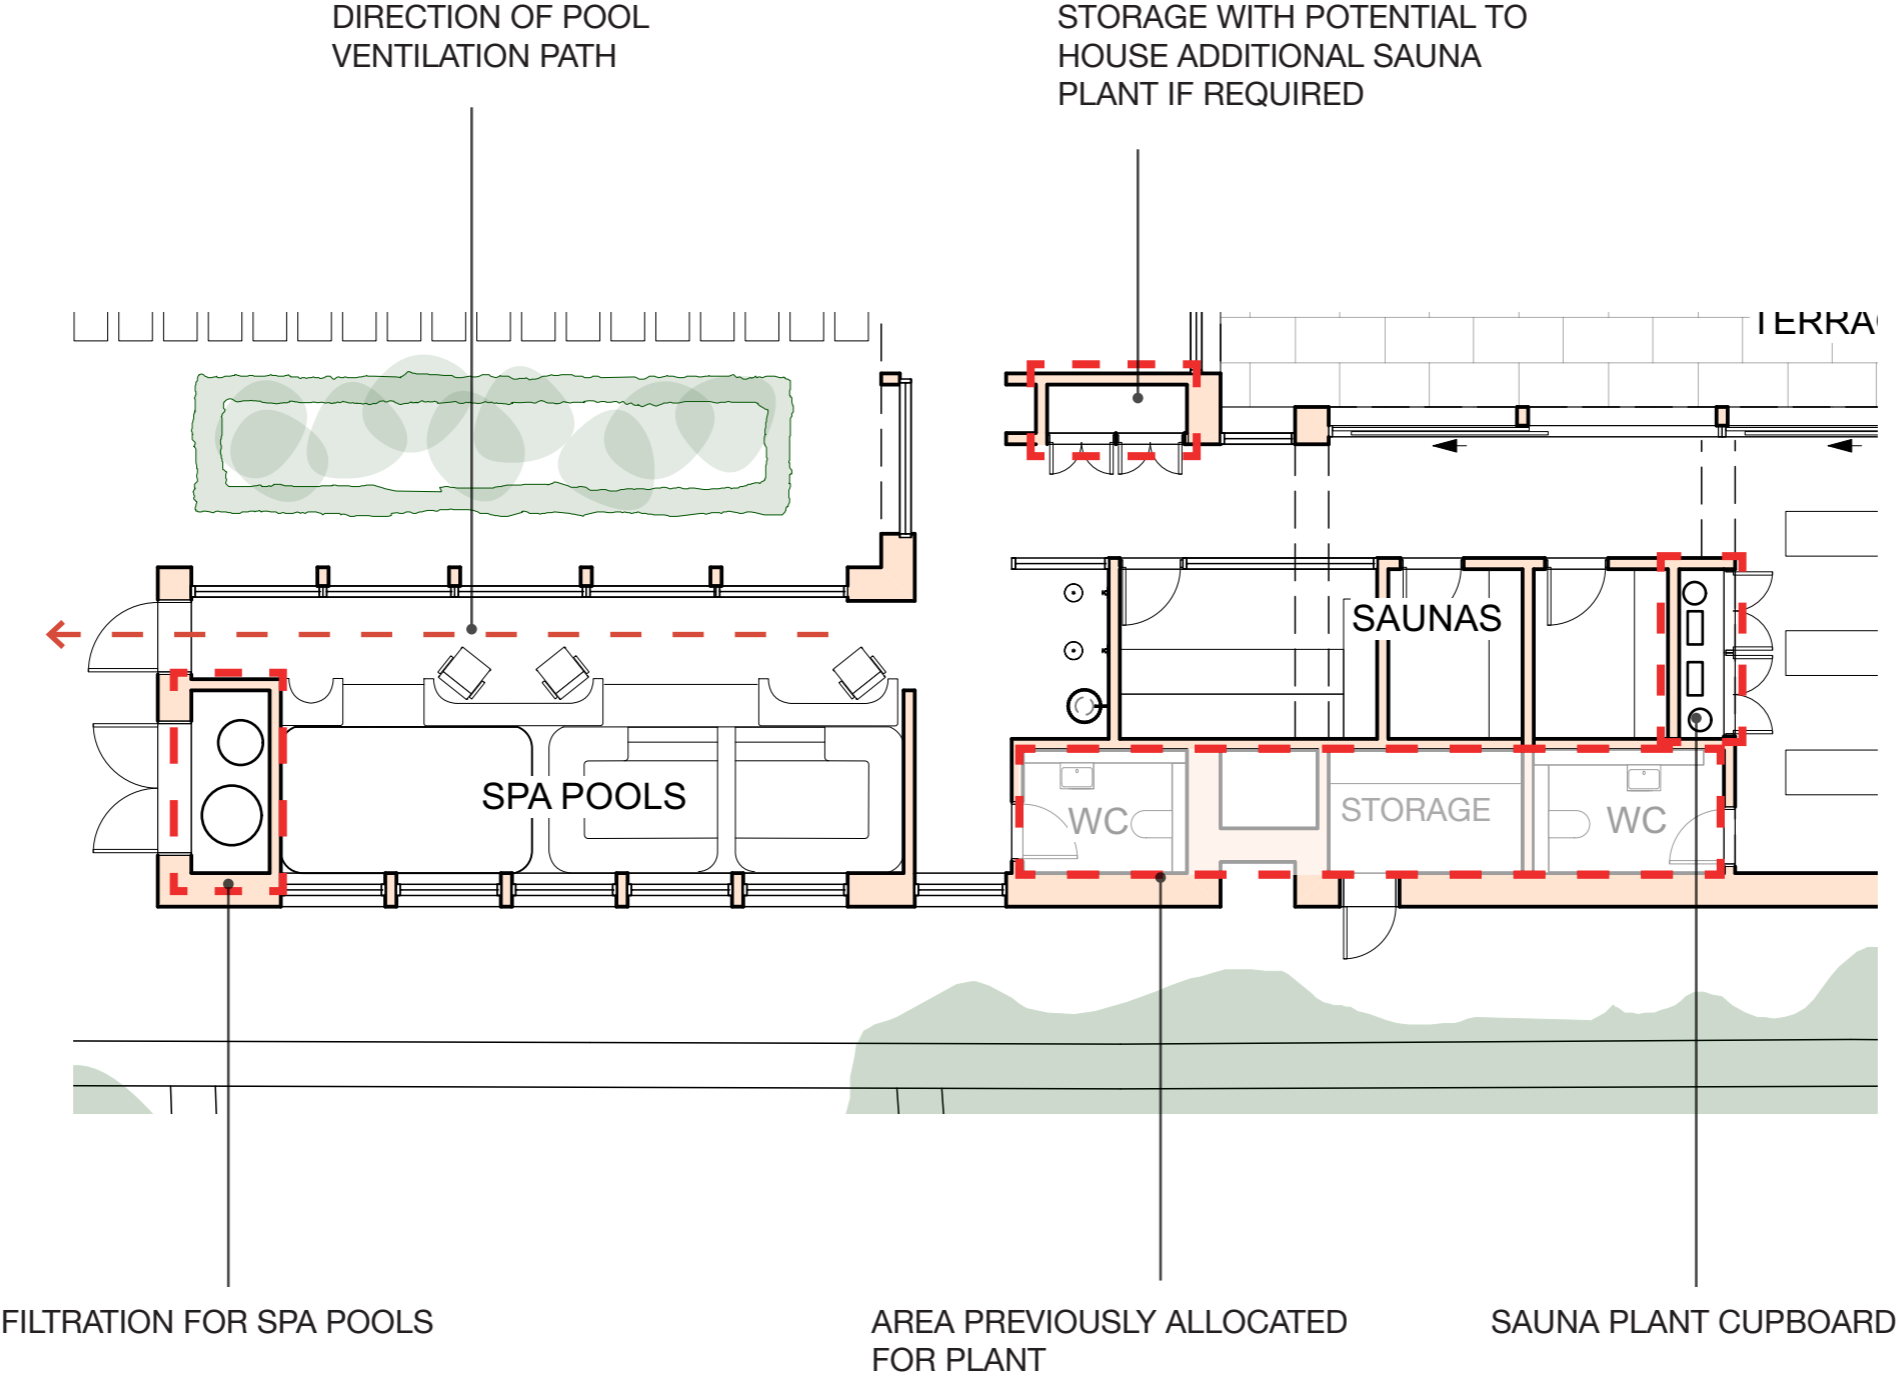 DIRECTION OF POOL
VENTILATION PATH
STORAGE WITH POTENTIAL TO
HOUSE ADDITIONAL SAUNA
PLANT IF REQUIRED
SAUNAS
SPA POOLS
WC
STORAGE
WC
FILTRATION FOR SPA POOLS
AREA PREVIOUSLY ALLOCATED
FOR PLANT
SAUNA PLANT CUPBOARD